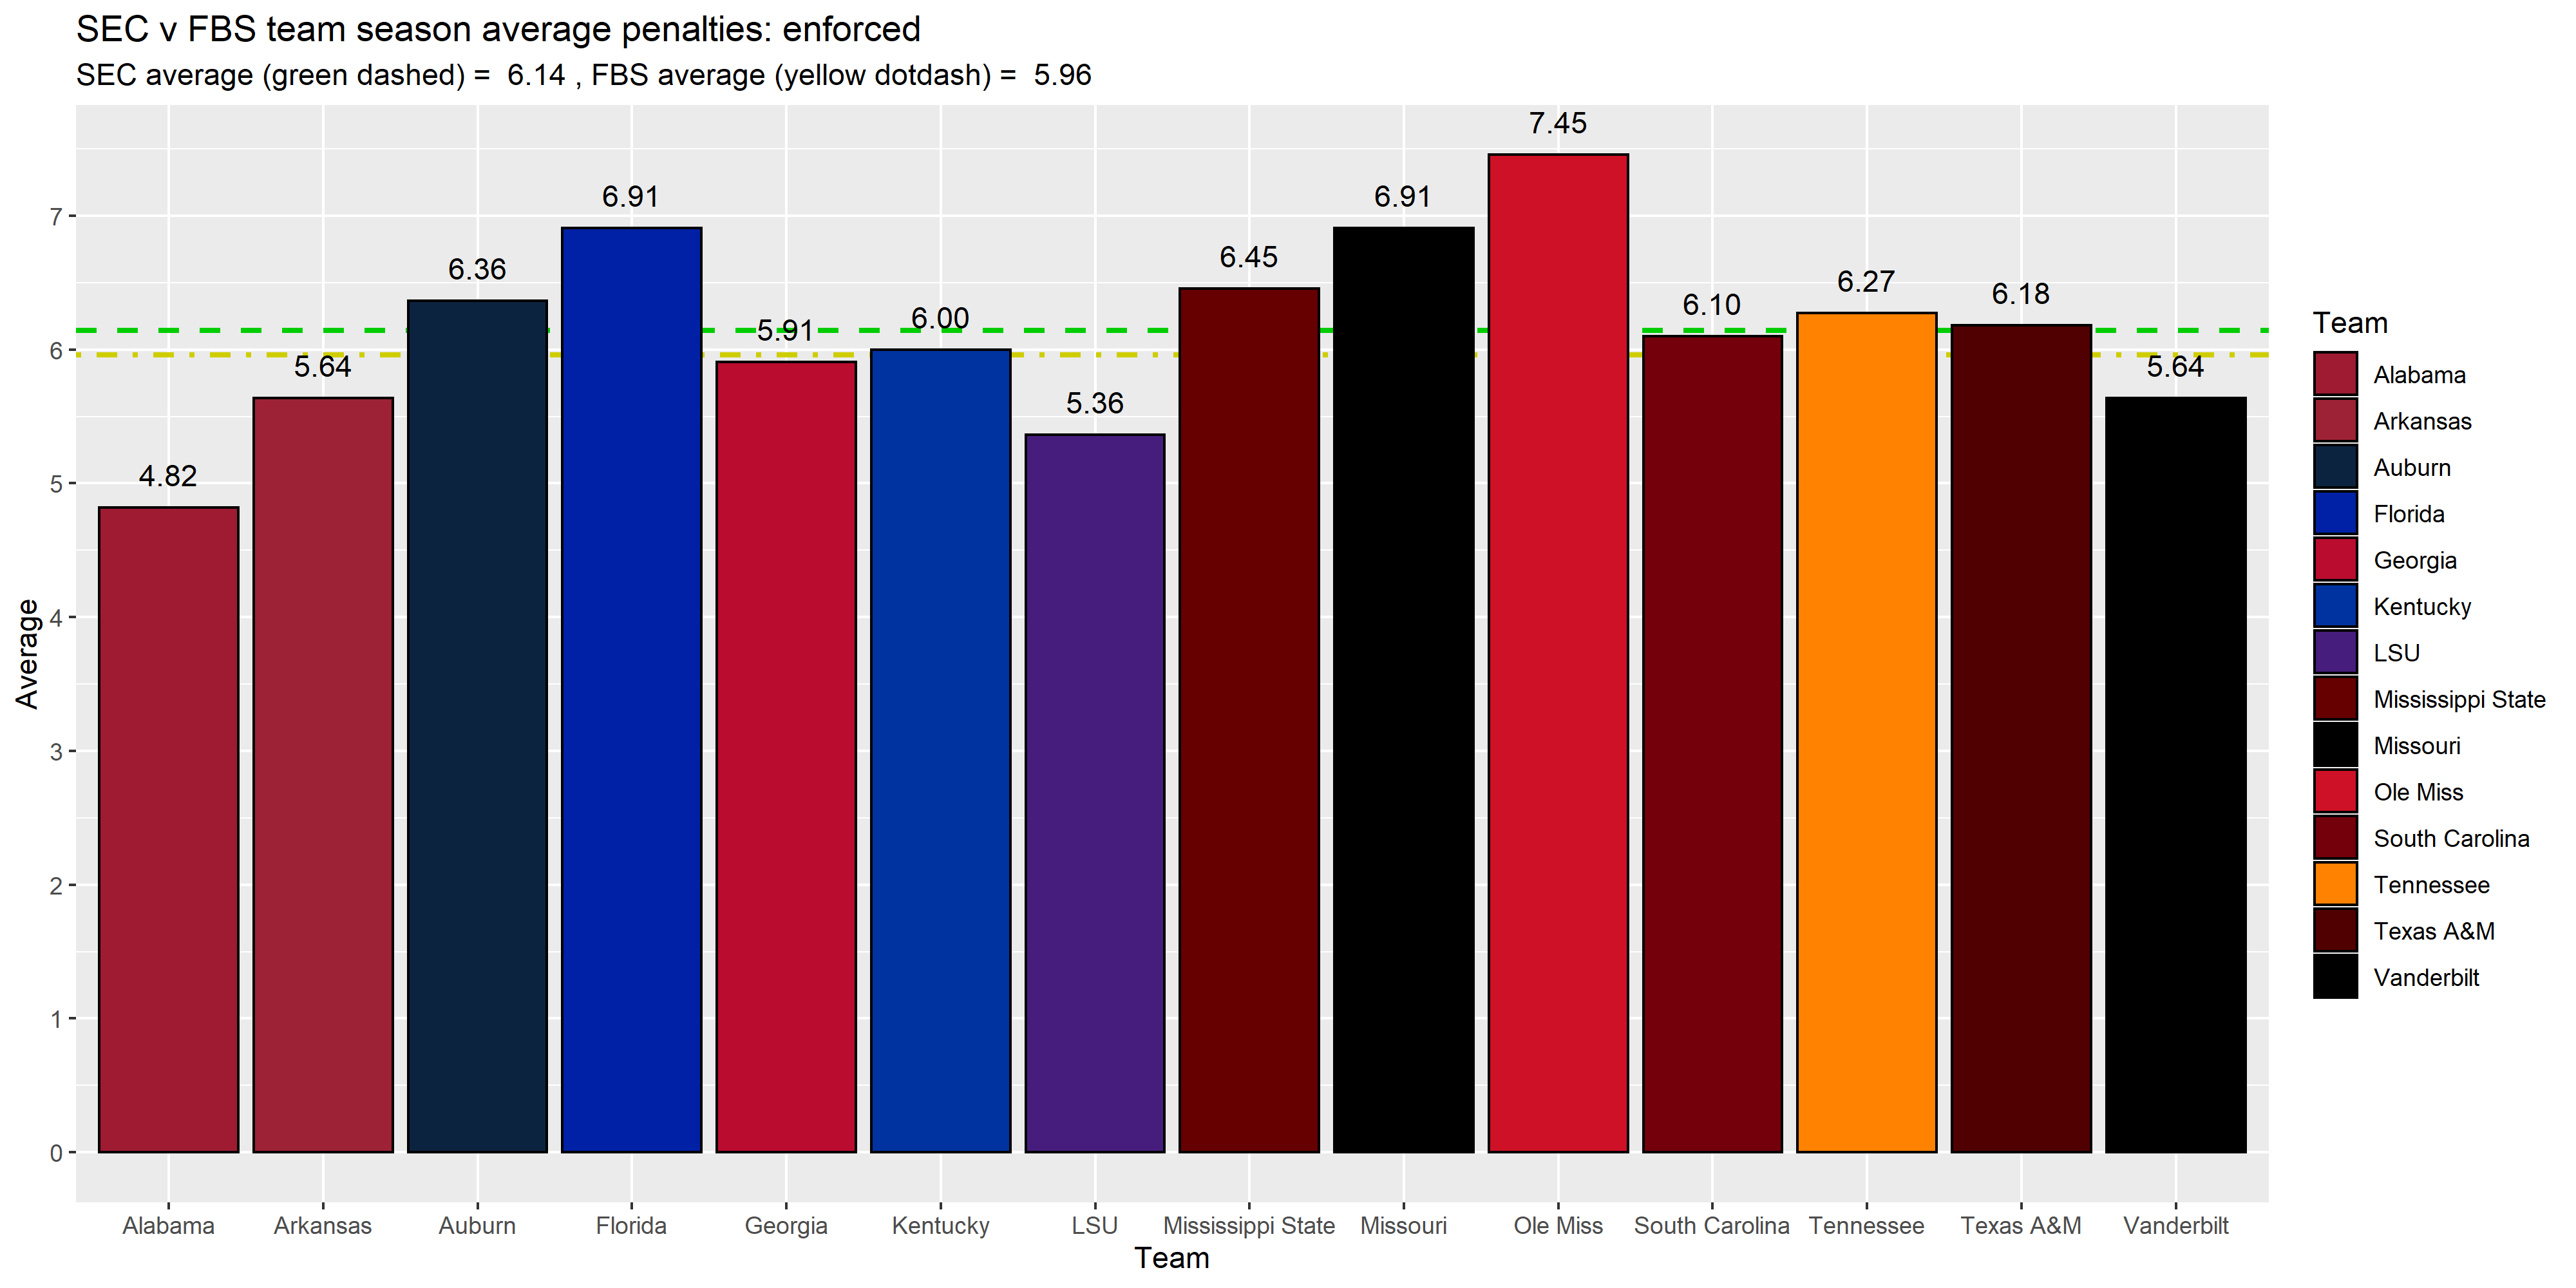 SEC v FBS team season average penalties: enforced
SEC average (green dashed) =  6.14 , FBS average (yellow dotdash) =  5.96
7.45
6.91
6.91
6.45
6.36
6.27
6.18
6.10
6.00
5.91
5.64
5.64
5.36
4.82
7
6
5
4
3
2
1
0
Average
Alabama Arkansas Auburn Florida Georgia Kentucky LSU Mississippi State Missouri Ole Miss South Carolina Tennessee Texas A&M Vanderbilt
Team
Team
Alabama
Arkansas
Auburn
Florida
Georgia
Kentucky
LSU
Mississippi State
Missouri
Ole Miss
South Carolina
Tennessee
Texas A&M
Vanderbilt